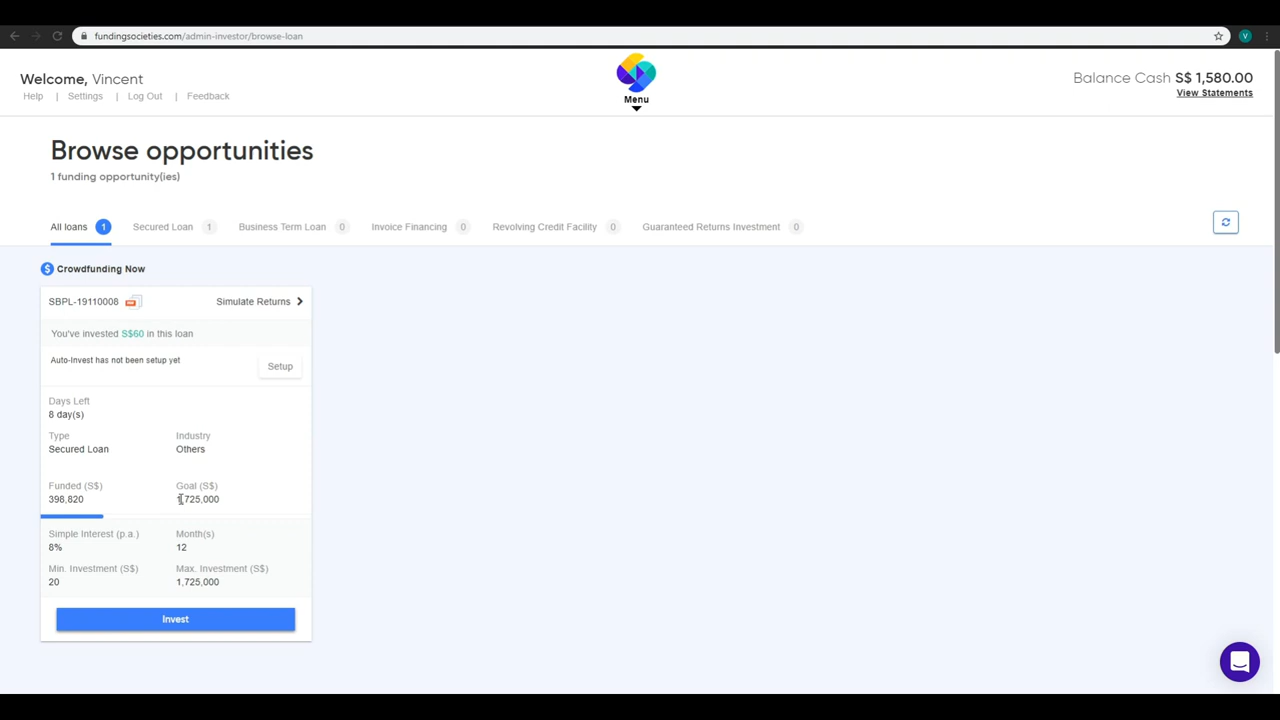 fundingsocieties.com/admin-investor/browse-loan
V
Welcome, Vincent
Help | Settings | Log Out | Feedback
Menu
Balance Cash S$ 1,580.00
View Statements
Browse opportunities
1 funding opportunity(ies)
All loans 1 Secured Loan 1 Business Term Loan 0 Invoice Financing 0 Revolving Credit Facility 0 Guaranteed Returns Investment 0
$ Crowdfunding Now
SBPL-19110008 Simulate Returns
You've invested S$60 in this loan
Auto-Invest has not been setup yet
Setup
Days Left
8 day(s)
Type Industry
Secured Loan Others
Funded (S$) Goal (S$)
398,820 1,725,000
Simple Interest (p.a.) Month(s)
8% 12
Min. Investment (S$) Max. Investment (S$)
20 1,725,000
Invest